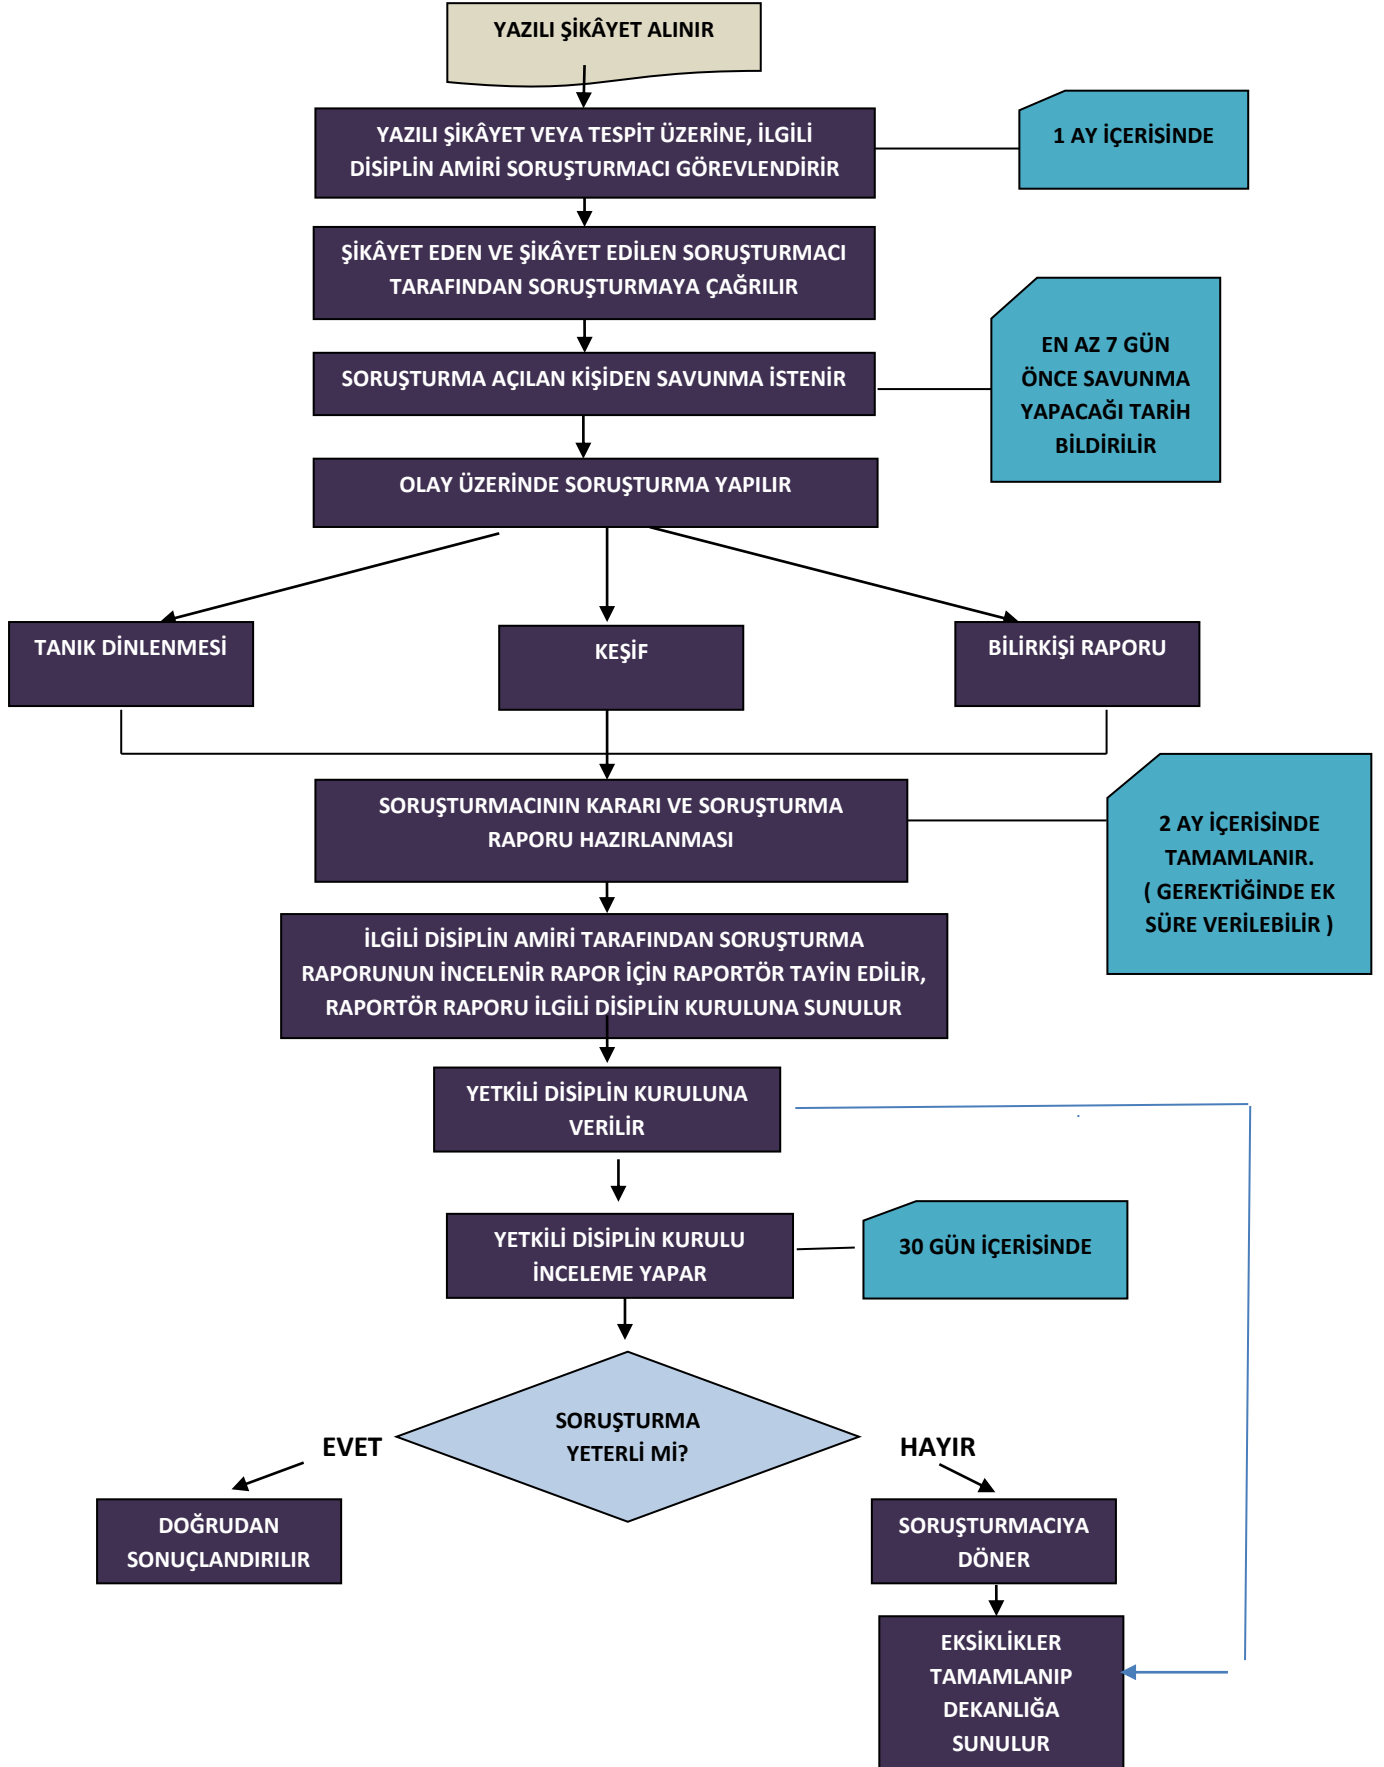 YAZILI ŞİKÂYET ALINIR
YAZILI ŞİKÂYET VEYA TESPİT ÜZERİNE, İLGİLİ
DİSİPLİN AMİRİ SORUŞTURMACI GÖREVLENDİRİR
1 AY İÇERİSİNDE
ŞİKÂYET EDEN VE ŞİKÂYET EDİLEN SORUŞTURMACI
TARAFINDAN SORUŞTURMAYA ÇAĞRILIR
SORUŞTURMA AÇILAN KİŞİDEN SAVUNMA İSTENİR
EN AZ 7 GÜN
ÖNCE SAVUNMA
YAPACAĞI TARİH
BİLDİRİLİR
OLAY ÜZERİNDE SORUŞTURMA YAPILIR
TANIK DİNLENMESİ
KEŞİF
BİLİRKİŞİ RAPORU
SORUŞTURMACININ KARARI VE SORUŞTURMA
RAPORU HAZIRLANMASI
2 AY İÇERİSİNDE
TAMAMLANIR.
( GEREKTİĞİNDE EK
SÜRE VERİLEBİLİR )
İLGİLİ DİSİPLİN AMİRİ TARAFINDAN SORUŞTURMA
RAPORUNUN İNCELENİR RAPOR İÇİN RAPORTÖR TAYİN EDİLİR,
RAPORTÖR RAPORU İLGİLİ DİSİPLİN KURULUNA SUNULUR
YETKİLİ DİSİPLİN KURULUNA
VERİLİR
YETKİLİ DİSİPLİN KURULU
İNCELEME YAPAR
30 GÜN İÇERİSİNDE
SORUŞTURMA
YETERLİ Mİ?
EVET
HAYIR
DOĞRUDAN
SONUÇLANDIRILIR
SORUŞTURMACIYA
DÖNER
EKSİKLİKLER
TAMAMLANIP
DEKANLIĞA
SUNULUR